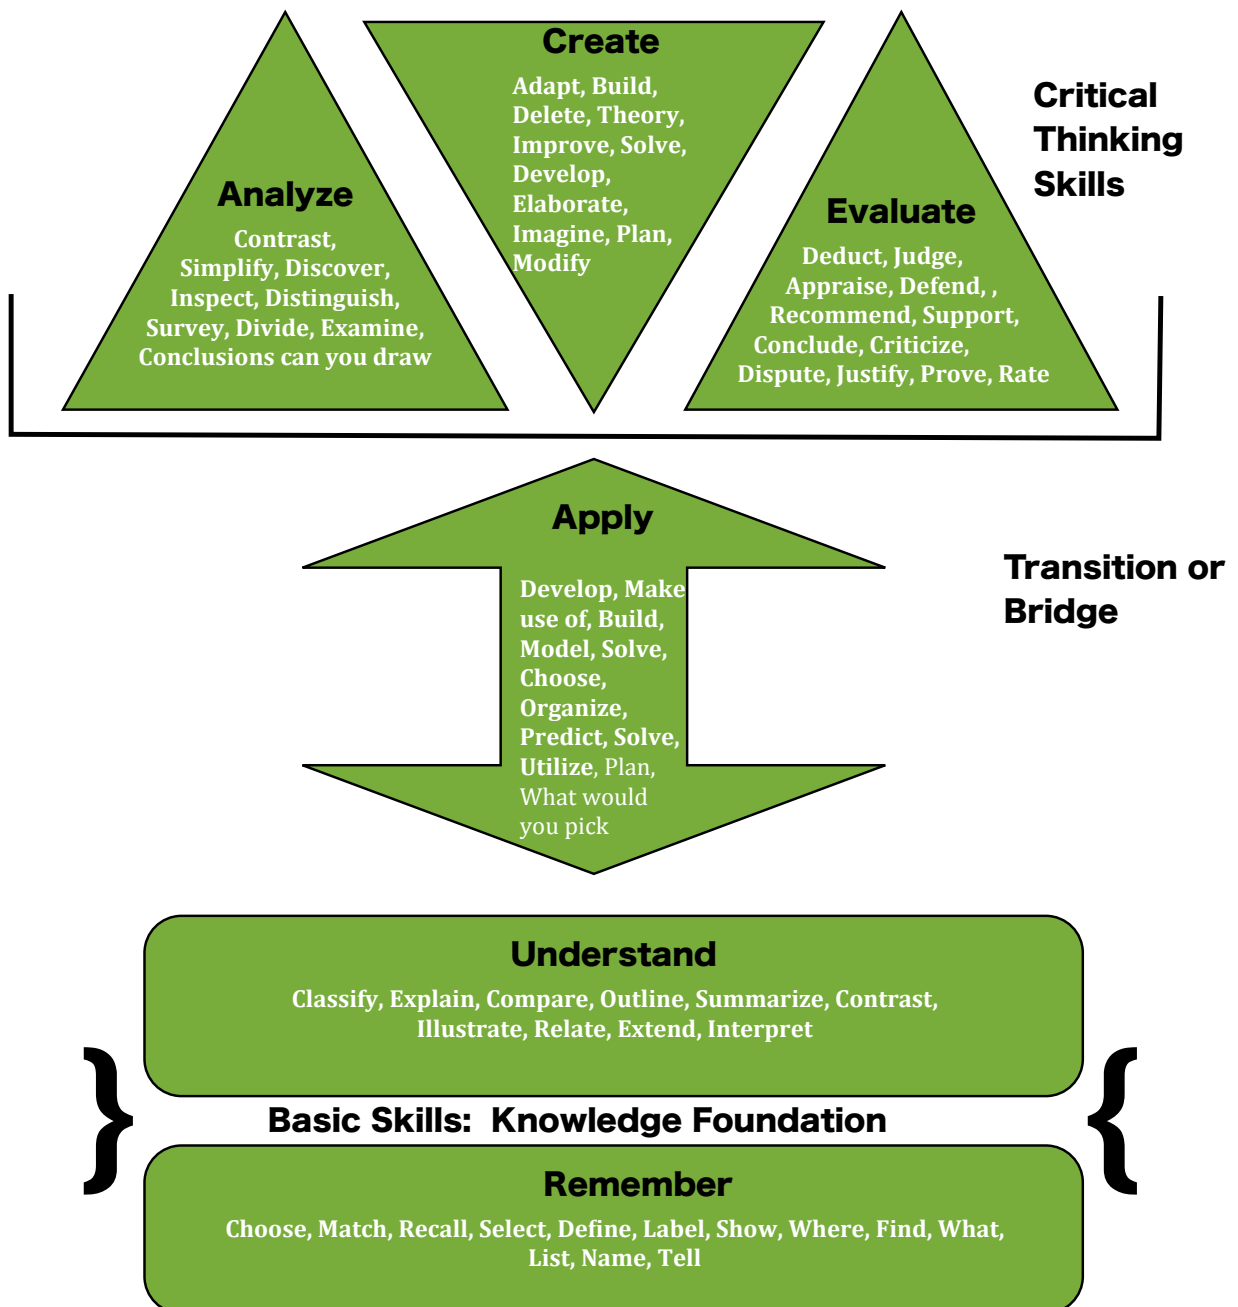 Create
Adapt, Build,
Delete, Theory,
Improve, Solve,
Develop,
Elaborate,
Imagine, Plan,
Modify
Analyze
Contrast,
Simplify, Discover,
Inspect, Distinguish,
Survey, Divide, Examine,
Conclusions can you draw
Evaluate
Deduct, Judge,
Appraise, Defend, ,
Recommend, Support,
Conclude, Criticize,
Dispute, Justify, Prove, Rate
Critical
Thinking
Skills
Apply
Develop, Make
use of, Build,
Model, Solve,
Choose,
Organize,
Predict, Solve,
Utilize, Plan,
What would
you pick
Transition or
Bridge
Understand
Classify, Explain, Compare, Outline, Summarize, Contrast,
Illustrate, Relate, Extend, Interpret
} Basic Skills:  Knowledge Foundation {
Remember
Choose, Match, Recall, Select, Define, Label, Show, Where, Find, What,
List, Name, Tell